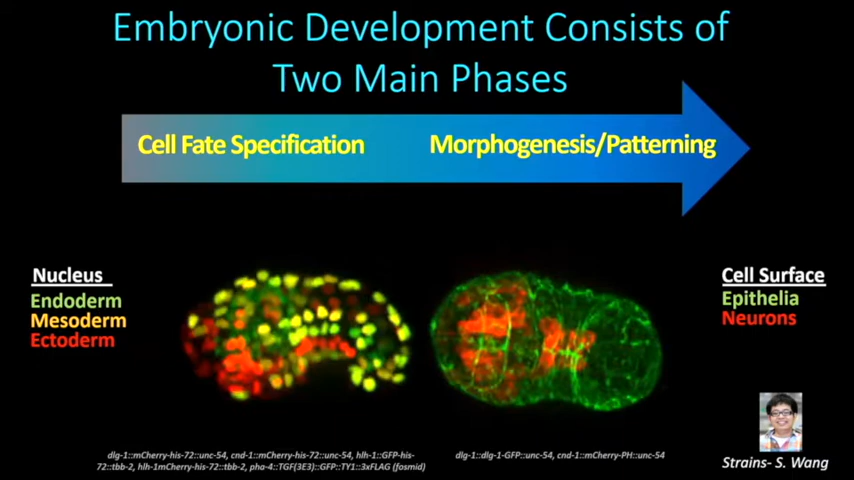 Embryonic Development Consists of
Two Main Phases
Cell Fate Specification
Morphogenesis/Patterning
Nucleus
Endoderm
Mesoderm
Ectoderm
Cell Surface
Epithelia
Neurons
dlg-1::mCherry-his-72::unc-54, cnd-1::mCherry-his-72::unc-54, hlh-1::GFP-his-
72::tbb-2, hlh-1mCherry-his-72::tbb-2, pha-4::TGF(3E3)::GFP::TY1::3xFLAG (fosmid)
dlg-1::dlg-1-GFP::unc-54, cnd-1::mCherry-PH::unc-54
Strains- S. Wang